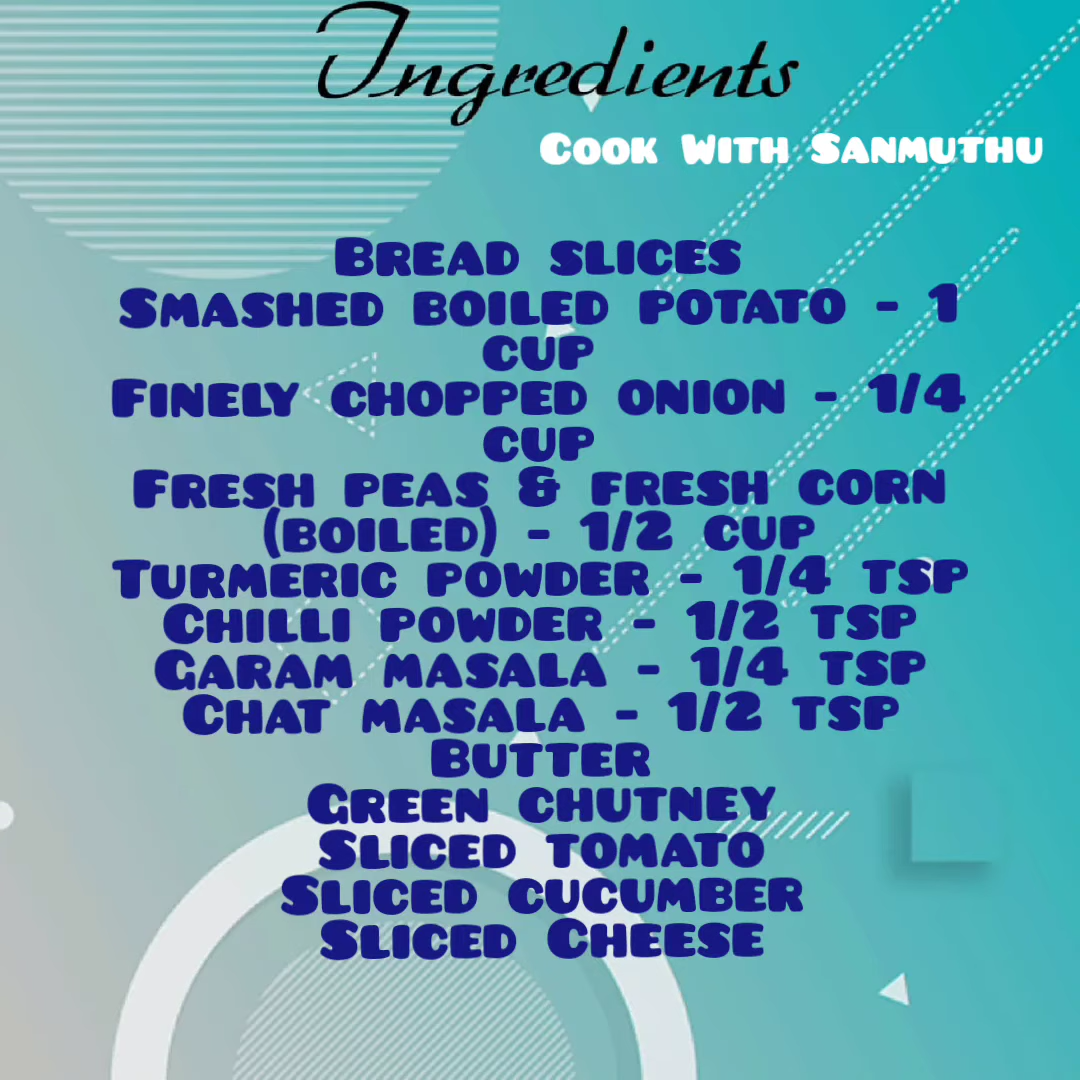 Ingredients
Cook With Sanmuthu
Bread slices
Smashed boiled potato - 1
cup
Finely chopped onion - 1/4
cup
Fresh peas & fresh corn
(boiled) - 1/2 cup
Turmeric powder - 1/4 tsp
Chilli powder - 1/2 tsp
Garam masala - 1/4 tsp
Chat masala - 1/2 tsp
Butter
Green chutney
Sliced tomato
Sliced cucumber
Sliced Cheese